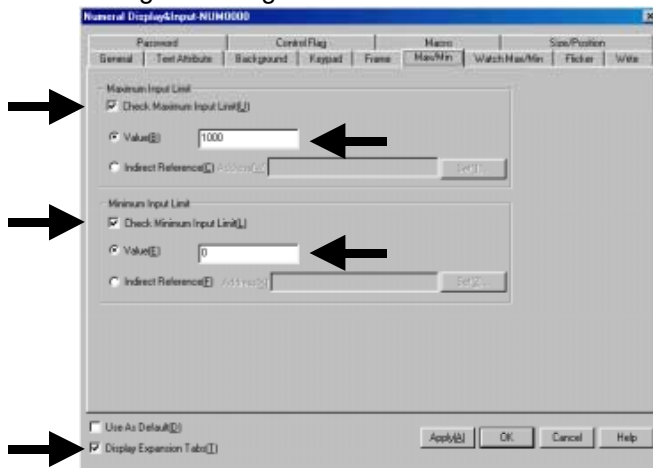 Numeral Display&Input-NUM0000
Password Control Flag Macro Size/Position
General Text Attribute Background Keypad Frame Max/Min Watch Max/Min Flicker Write
Maximum Input Limit
Check Maximum Input Limit(U)
Value(B) 1000
Indirect Reference(C)
Minimum Input Limit
Check Minimum Input Limit(L)
Value(E) 0
Indirect Reference(F)
Use As Default(D)
Display Expansion Tabs(T)
Apply(A) OK Cancel Help